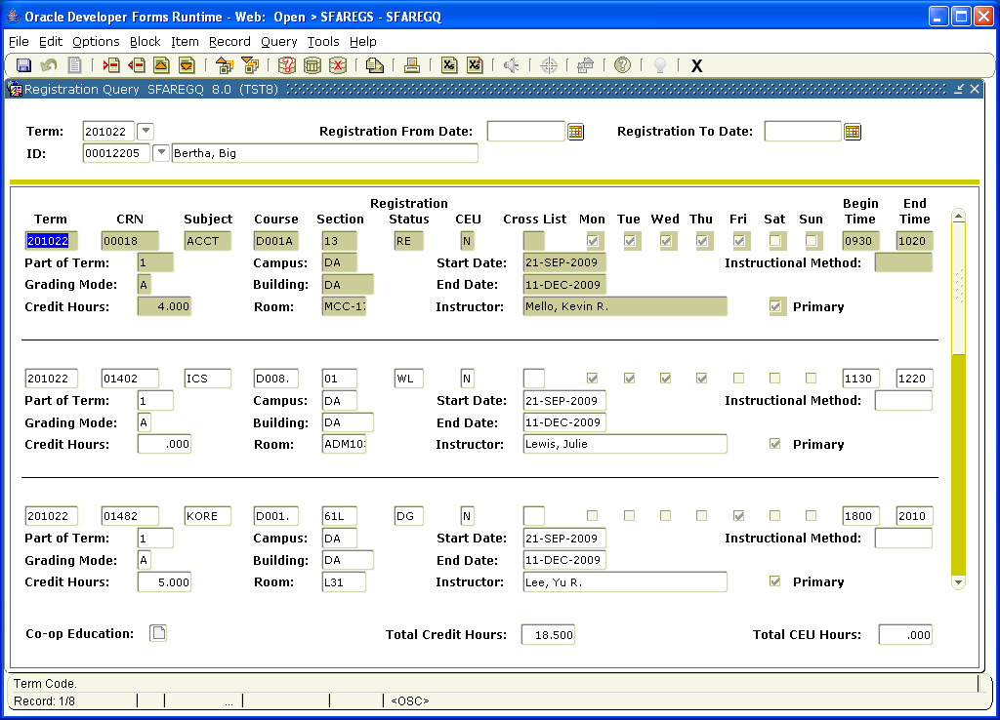 Oracle Developer Forms Runtime - Web: Open > SFAREGS - SFAREGQ
File Edit Options Block Item Record Query Tools Help
X
Registration Query SFAREGQ 8.0 (TST8)
Term: 201022 Registration From Date: Registration To Date:
ID: 00012205 Bertha, Big
Registration Begin End
Term CRN Subject Course Section Status CEU Cross List Mon Tue Wed Thu Fri Sat Sun Time Time
201022 00018 ACCT D001A 13 RE N 0930 1020
Part of Term: 1 Campus: DA Start Date: 21-SEP-2009 Instructional Method:
Grading Mode: A Building: DA End Date: 11-DEC-2009
Credit Hours: 4.000 Room: MCC-1 Instructor: Mello, Kevin R. Primary
201022 01402 ICS D008. 01 WL N 1130 1220
Part of Term: 1 Campus: DA Start Date: 21-SEP-2009 Instructional Method:
Grading Mode: A Building: DA End Date: 11-DEC-2009
Credit Hours: .000 Room: ADM10 Instructor: Lewis, Julie Primary
201022 01482 KORE D001. 61L DG N 1800 2010
Part of Term: 1 Campus: DA Start Date: 21-SEP-2009 Instructional Method:
Grading Mode: A Building: DA End Date: 11-DEC-2009
Credit Hours: 5.000 Room: L31 Instructor: Lee, Yu R. Primary
Co-op Education: Total Credit Hours: 18.500 Total CEU Hours: .000
Term Code.
Record: 1/8 ... <OSC>